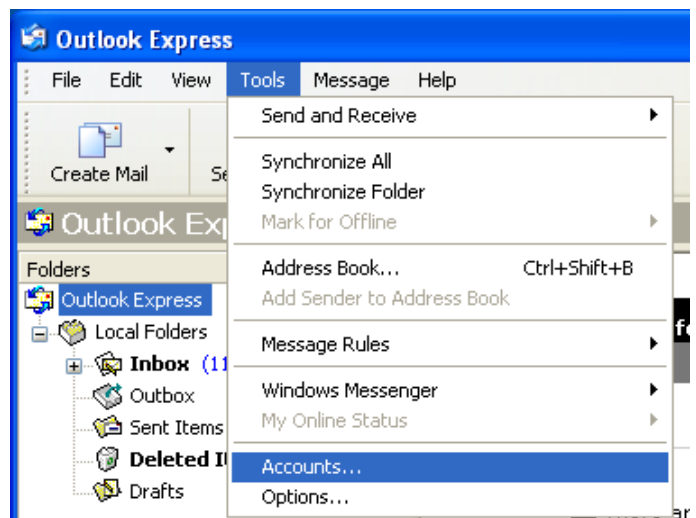 Outlook Express
File Edit View Tools Message Help
Send and Receive
Create Mail
Synchronize All
Synchronize Folder
Mark for Offline
Outlook
Folders
Address Book... Ctrl+Shift+B
Outlook Express
Add Sender to Address Book
Local Folders
Message Rules
Inbox (11
Outbox
Windows Messenger
Sent Items
My Online Status
Deleted
Accounts...
Drafts
Options...